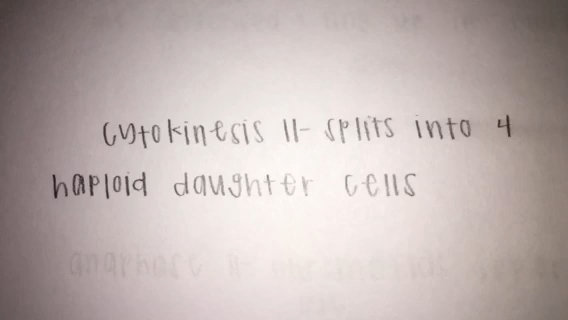 cytokinesis II- splits into 4
haploid daughter cells